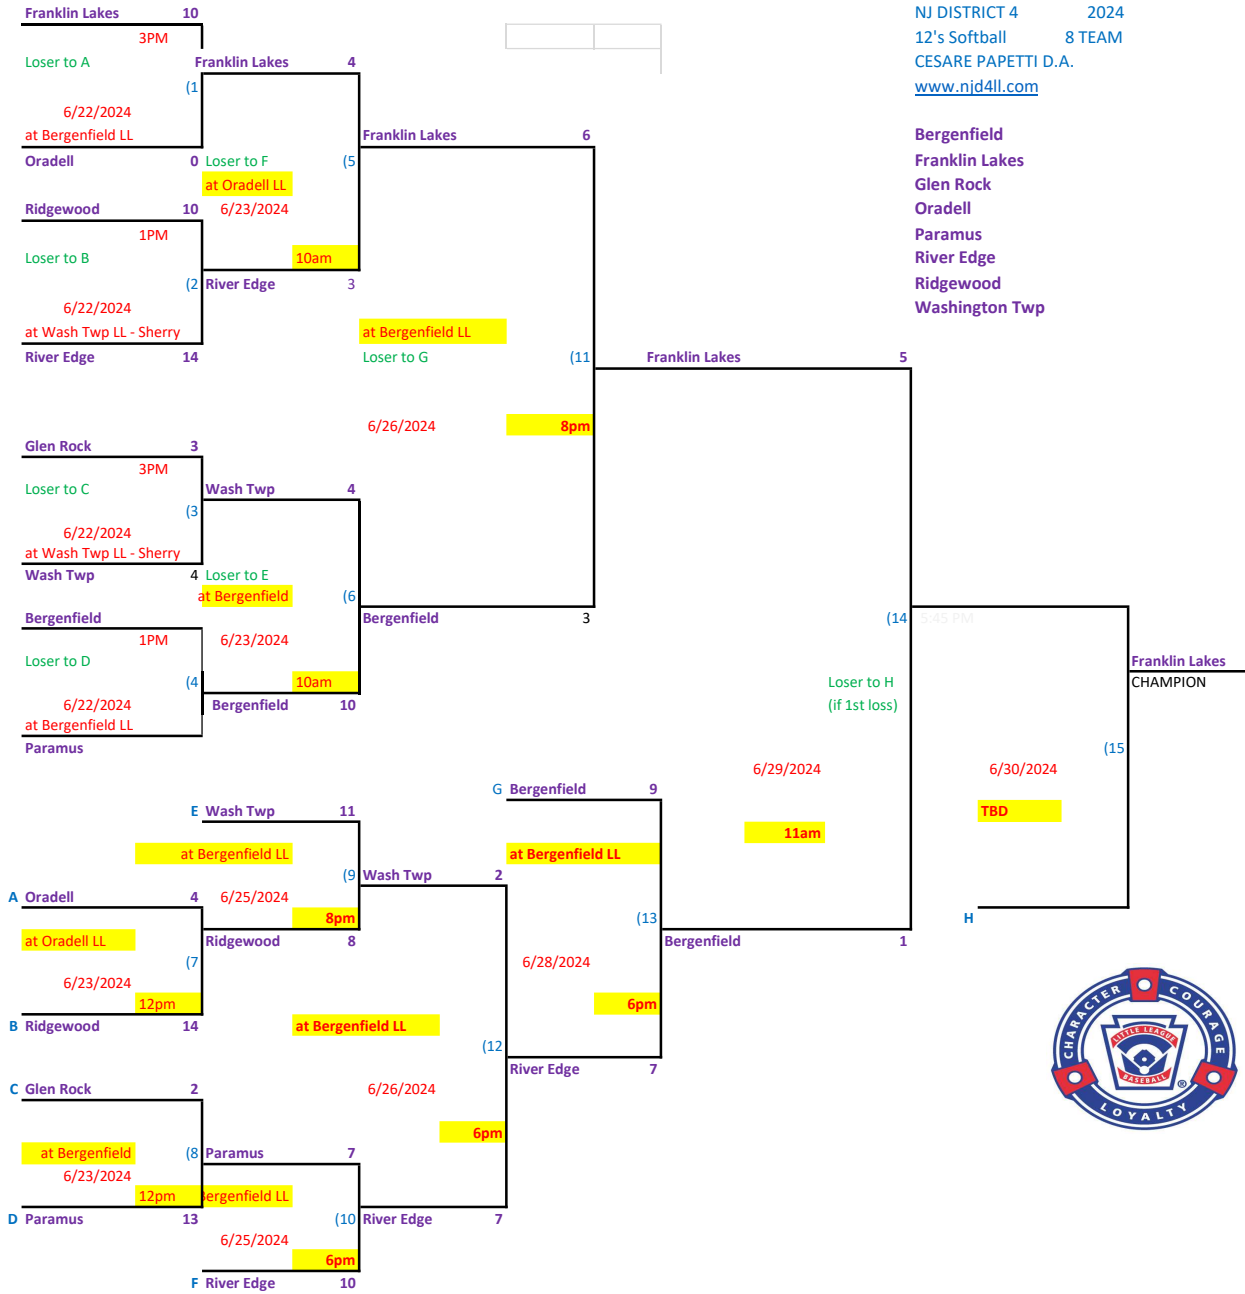 Franklin Lakes 10
NJ DISTRICT 4 2024
3PM
12's Softball 8 TEAM
Loser to A
Franklin Lakes 4
CESARE PAPETTI D.A.
(1
www.njd4ll.com
6/22/2024
at Bergenfield LL
Franklin Lakes 6
Bergenfield
Oradell 0
Loser to F
(5
Franklin Lakes
at Oradell LL
Glen Rock
Ridgewood 10
6/23/2024
Oradell
1PM
Paramus
Loser to B
10am
River Edge
(2
River Edge 3
Ridgewood
6/22/2024
Washington Twp
at Wash Twp LL - Sherry
at Bergenfield LL
River Edge 14
Loser to G
(11
Franklin Lakes 5
6/26/2024
8pm
Glen Rock 3
3PM
Loser to C
Wash Twp 4
(3
6/22/2024
at Wash Twp LL - Sherry
Wash Twp 4
Loser to E
at Bergenfield
(6
Bergenfield
Bergenfield 3
(14
5:45 PM
1PM
6/23/2024
Loser to D
Franklin Lakes
(4
10am
Loser to H
CHAMPION
6/22/2024
Bergenfield 10
(if 1st loss)
at Bergenfield LL
Paramus
(15
6/29/2024
6/30/2024
G Bergenfield 9
E Wash Twp 11
TBD
11am
at Bergenfield LL
at Bergenfield LL
(9
Wash Twp 2
A Oradell 4
6/25/2024
8pm
(13
H
at Oradell LL
Ridgewood 8
Bergenfield 1
(7
6/28/2024
6/23/2024
12pm
6pm
B Ridgewood 14
at Bergenfield LL
(12
River Edge 7
C Glen Rock 2
6/26/2024
6pm
at Bergenfield
(8
Paramus 7
6/23/2024
12pm
Bergenfield LL
D Paramus 13
(10
River Edge 7
6/25/2024
6pm
F River Edge 10
CHARACTER COURAGE LOYALTY
LITTLE LEAGUE
BASEBALL
®